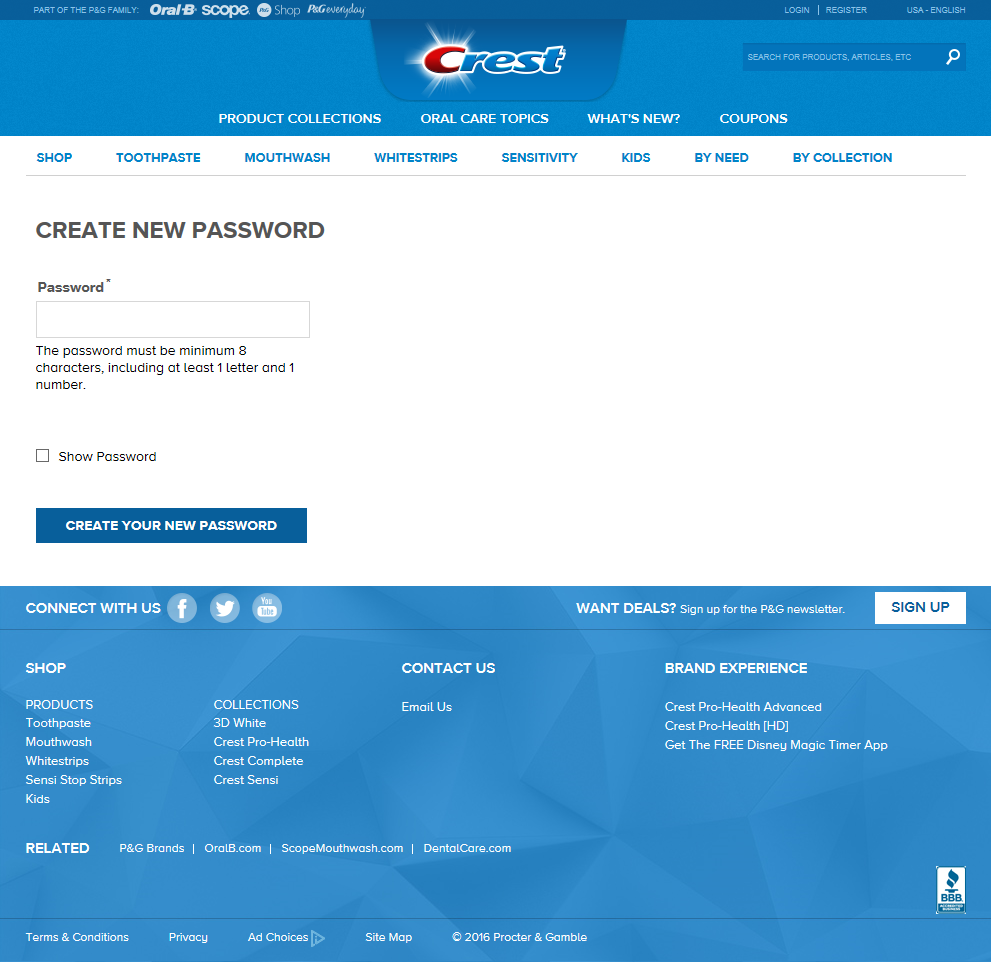 PART OF THE P&G FAMILY: Oral-B scope P&G Shop P&G everyday
LOGIN | REGISTER USA - ENGLISH
Crest
SEARCH FOR PRODUCTS, ARTICLES, ETC
PRODUCT COLLECTIONS ORAL CARE TOPICS WHAT'S NEW? COUPONS
SHOP TOOTHPASTE MOUTHWASH WHITESTRIPS SENSITIVITY KIDS BY NEED BY COLLECTION
CREATE NEW PASSWORD
Password *
The password must be minimum 8
characters, including at least 1 letter and 1
number.
Show Password
CREATE YOUR NEW PASSWORD
CONNECT WITH US f You Tube
WANT DEALS? Sign up for the P&G newsletter. SIGN UP
SHOP
PRODUCTS
Toothpaste
Mouthwash
Whitestrips
Sensi Stop Strips
Kids
COLLECTIONS
3D White
Crest Pro-Health
Crest Complete
Crest Sensi
CONTACT US
Email Us
BRAND EXPERIENCE
Crest Pro-Health Advanced
Crest Pro-Health [HD]
Get The FREE Disney Magic Timer App
RELATED P&G Brands | OralB.com | ScopeMouthwash.com | DentalCare.com
BBB
ACCREDITED
BUSINESS
Terms & Conditions Privacy Ad Choices Site Map © 2016 Procter & Gamble